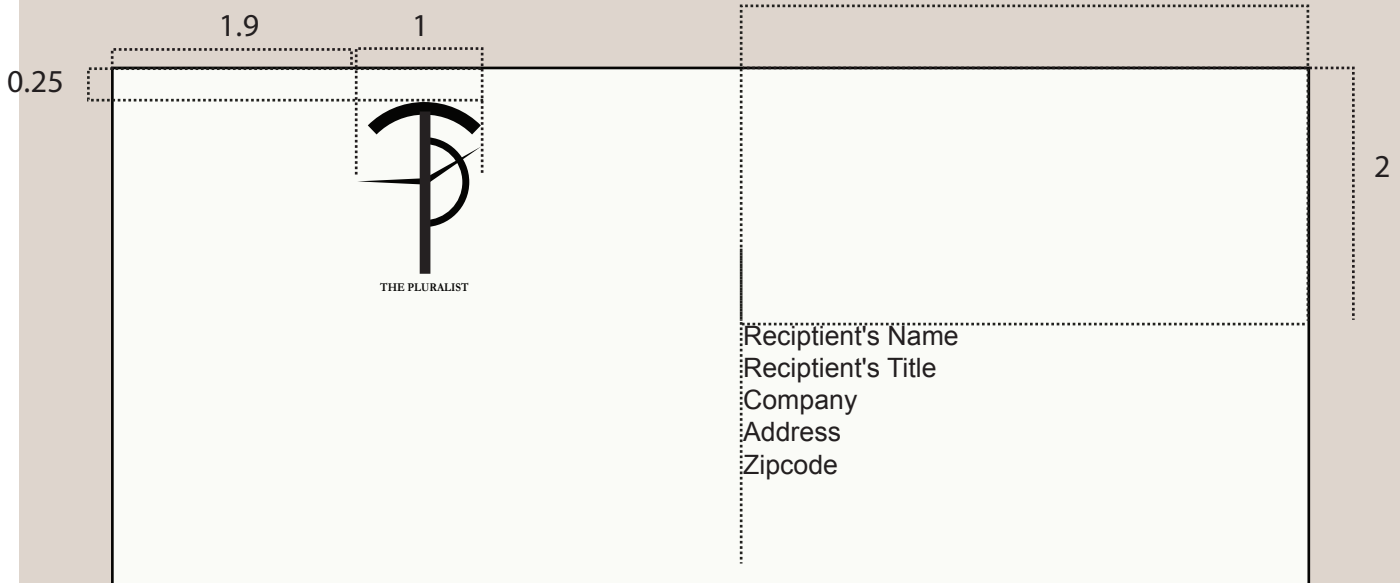 1.9
1
0.25
2
THE PLURALIST
Reciptient's Name
Reciptient's Title
Company
Address
Zipcode